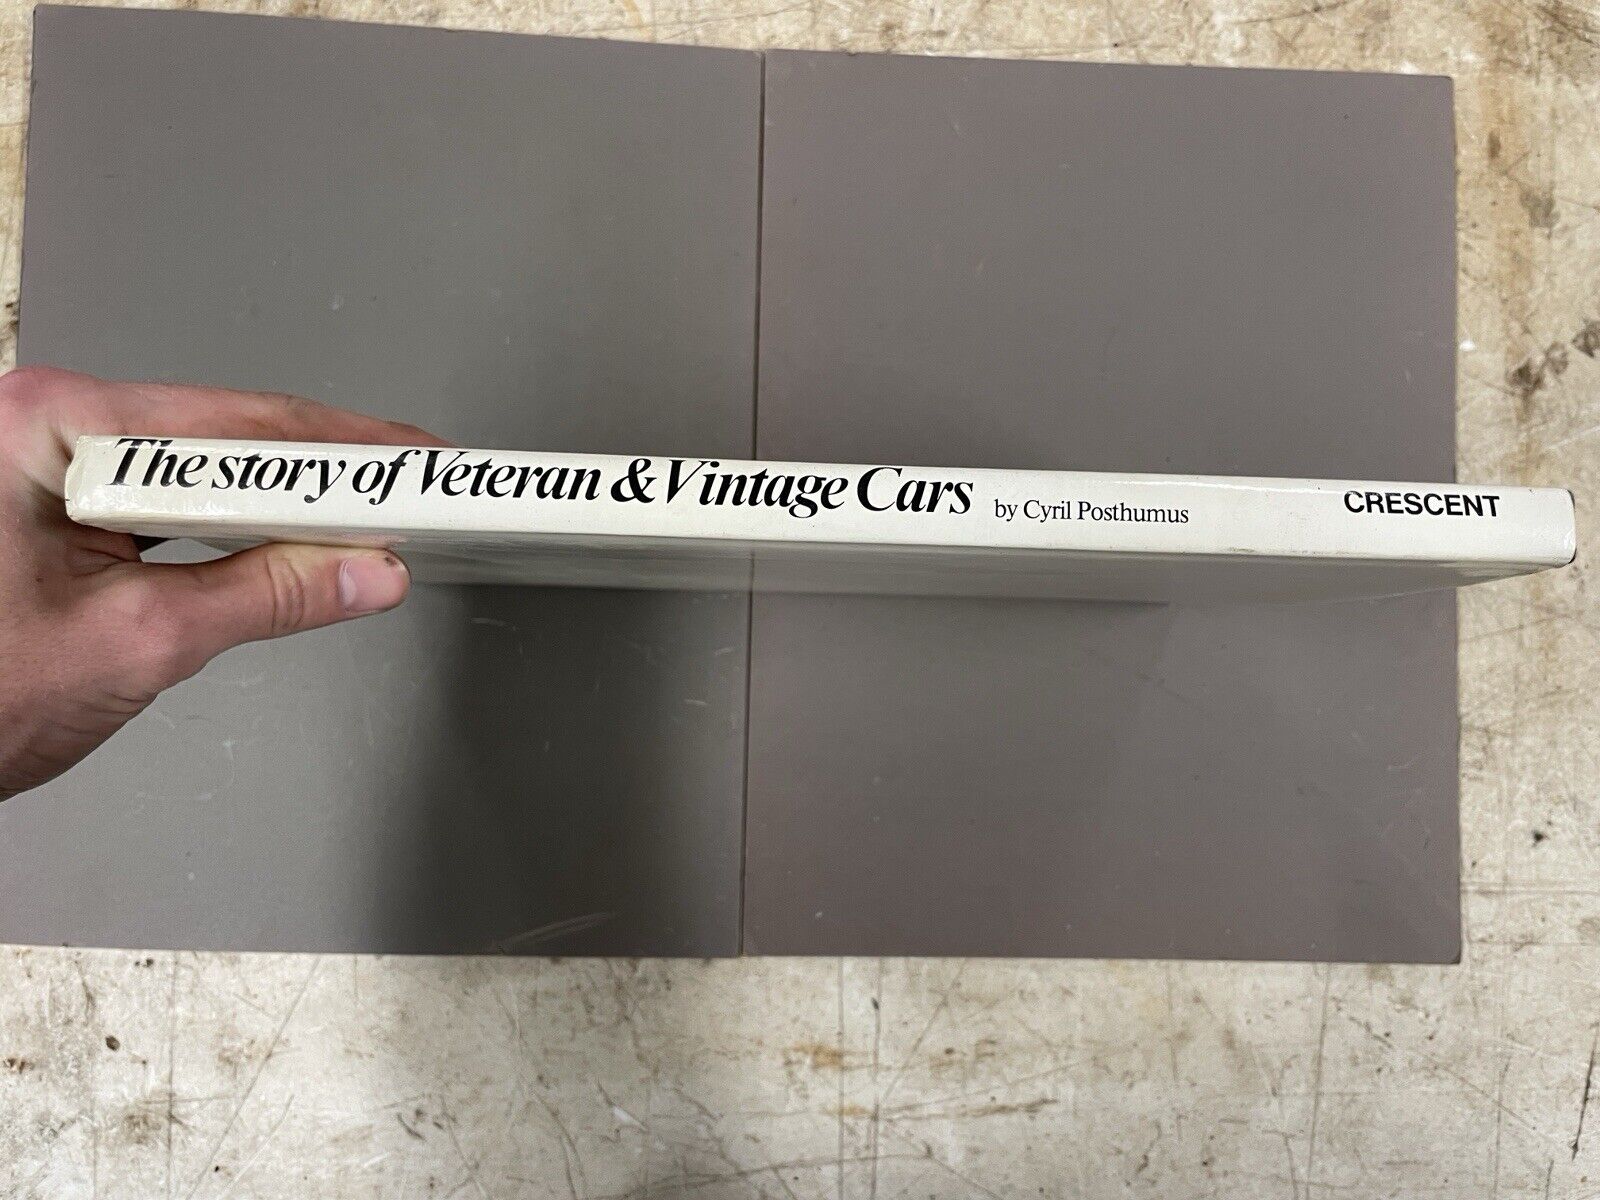 The story of Veteran & Vintage Cars by Cyril Posthumus CRESCENT